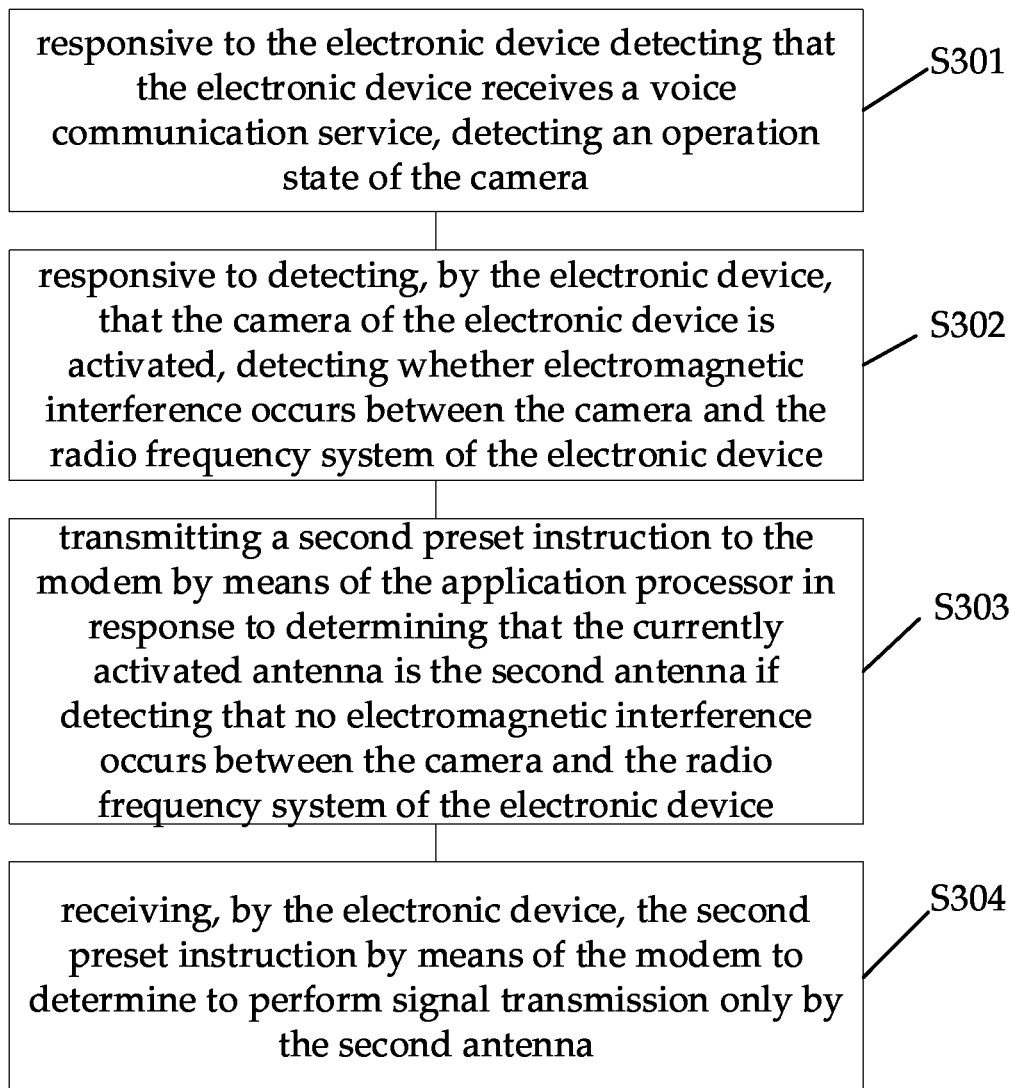 responsive to the electronic device detecting that
the electronic device receives a voice
communication service, detecting an operation
state of the camera
S301
responsive to detecting, by the electronic device,
that the camera of the electronic device is
activated, detecting whether electromagnetic
interference occurs between the camera and the
radio frequency system of the electronic device
S302
transmitting a second preset instruction to the
modem by means of the application processor in
response to determining that the currently
activated antenna is the second antenna if
detecting that no electromagnetic interference
occurs between the camera and the radio
frequency system of the electronic device
S303
receiving, by the electronic device, the second
preset instruction by means of the modem to
determine to perform signal transmission only by
the second antenna
S304